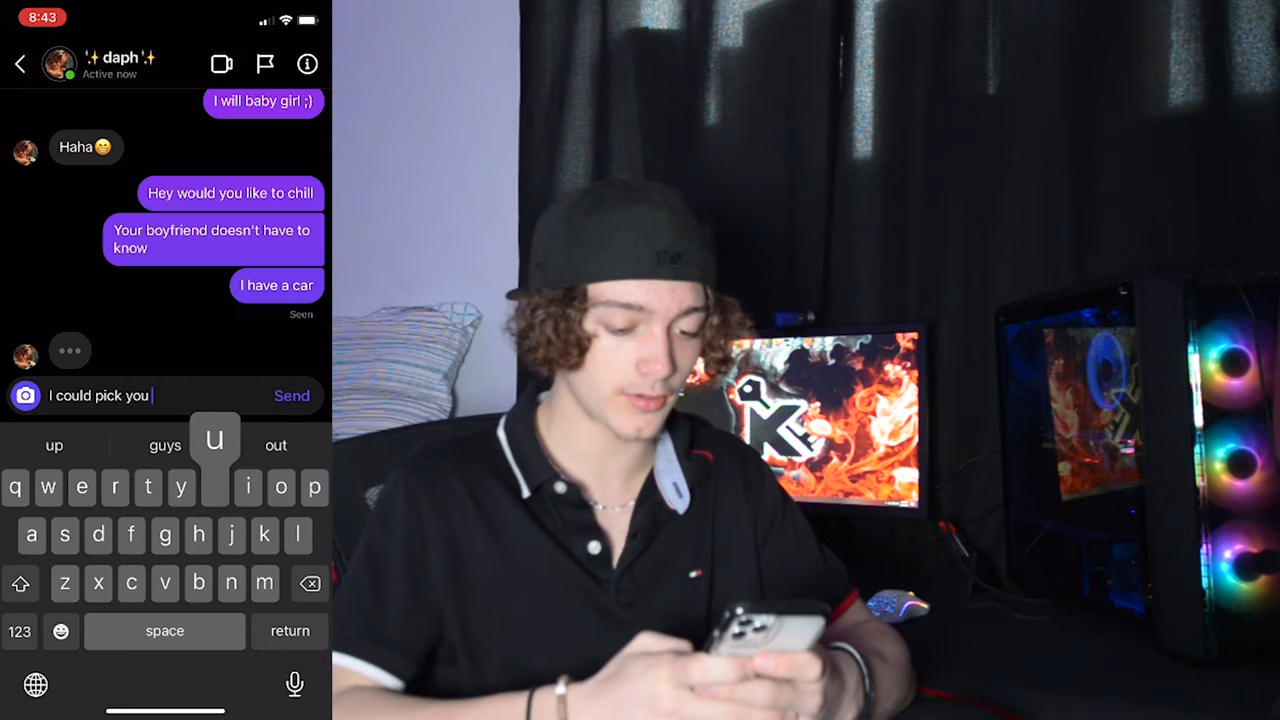 8:43
✨daph✨
Active now
I will baby girl ;)
Haha😁
Hey would you like to chill
Your boyfriend doesn't have to
know
I have a car
Seen
I could pick you
Send
up
guys
out
u
q w e r t y i o p
a s d f g h j k l
z x c v b n m
123
space
return
K